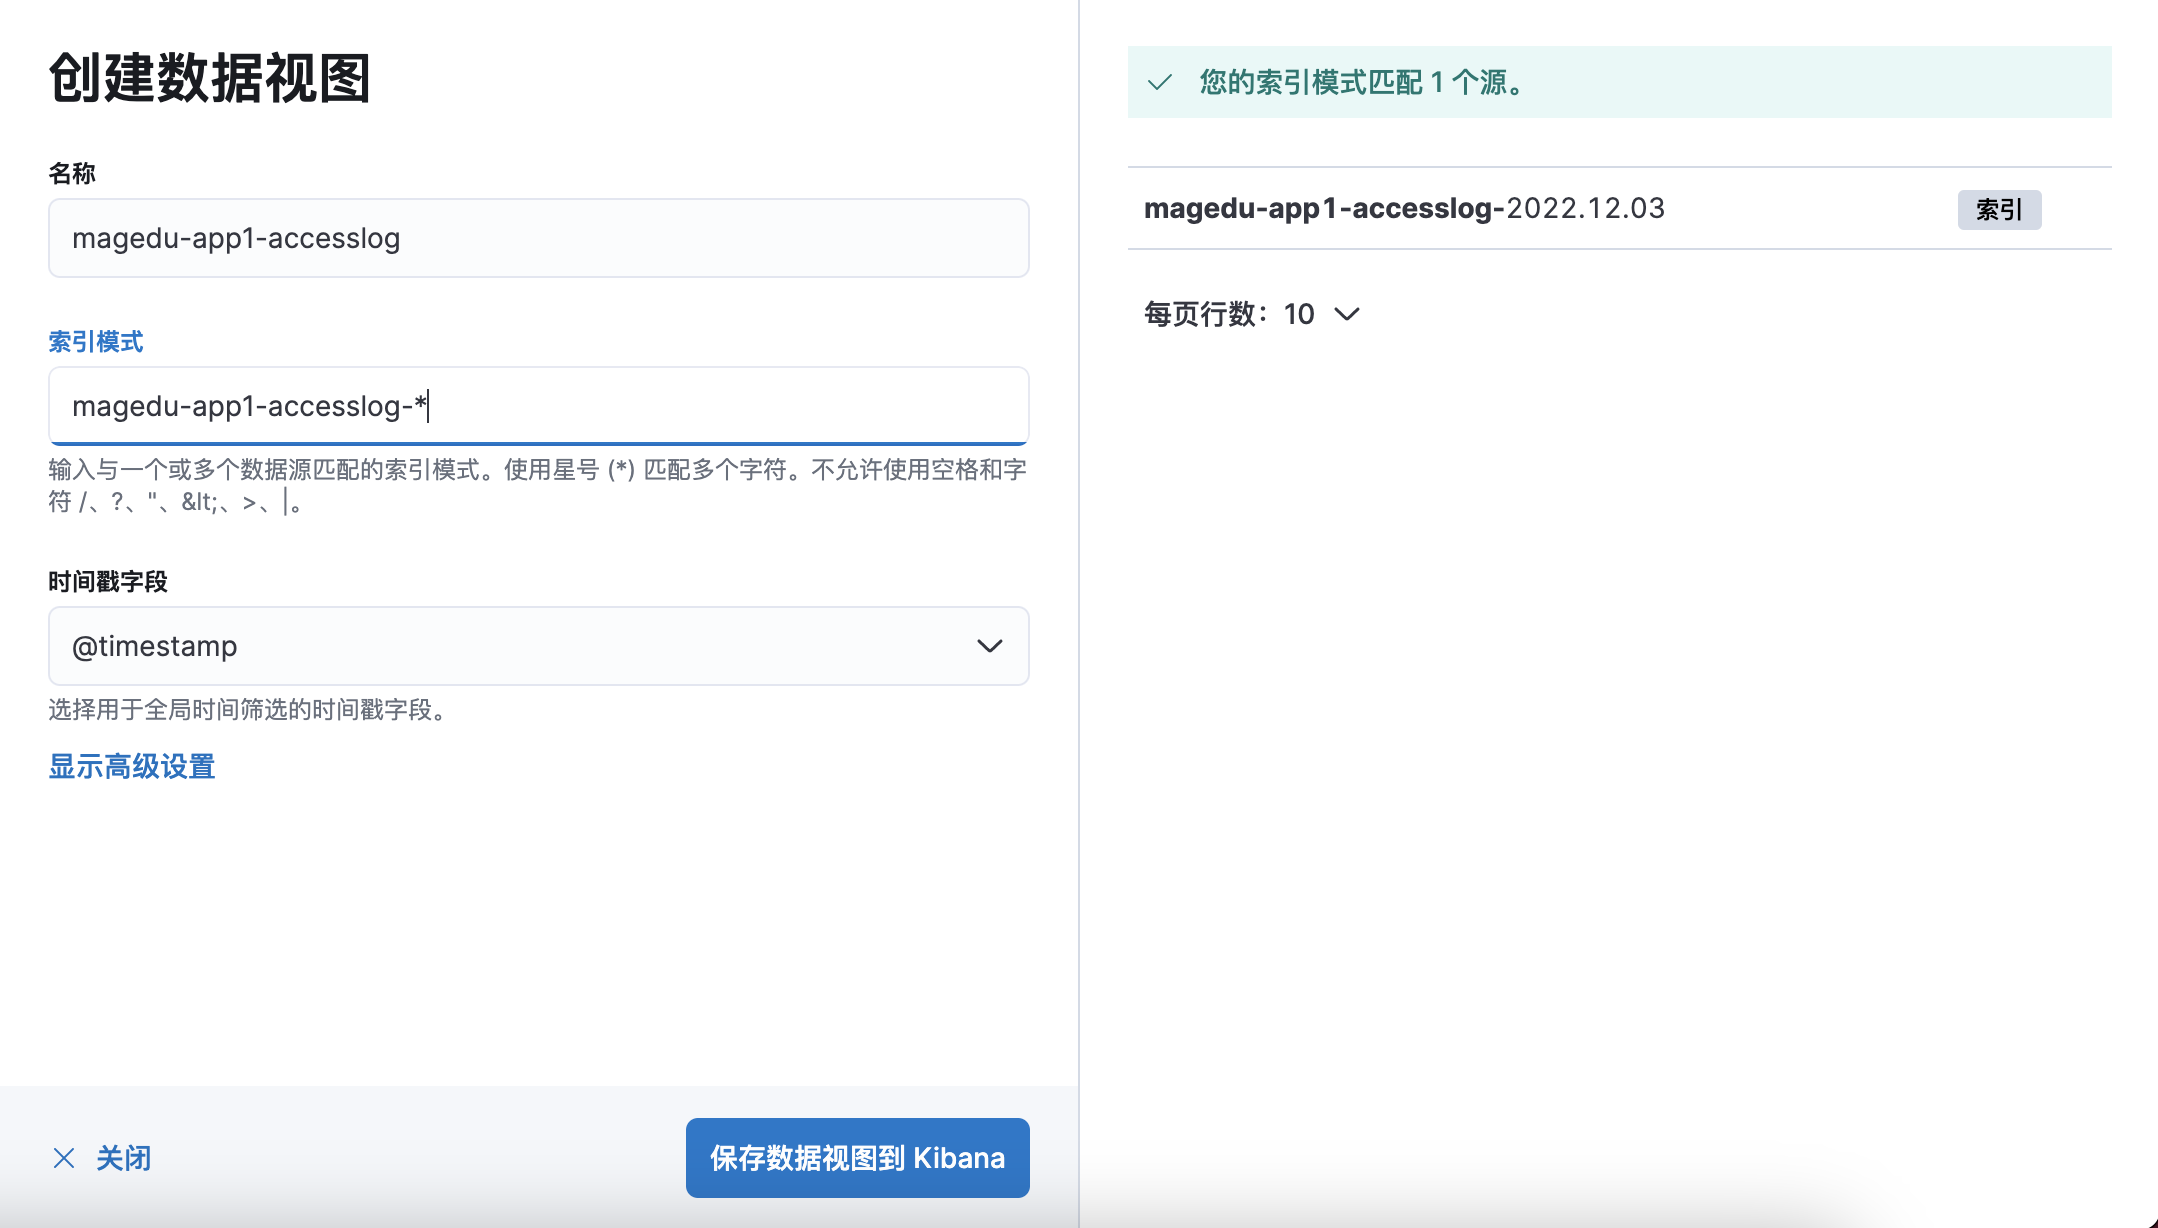 创建数据视图
名称
magedu-app1-accesslog
索引模式
magedu-app1-accesslog-*
输入与一个或多个数据源匹配的索引模式。使用星号 (*) 匹配多个字符。不允许使用空格和字
符 /、?、"、&lt;、>、|。
时间戳字段
@timestamp
选择用于全局时间筛选的时间戳字段。
显示高级设置
关闭
保存数据视图到 Kibana
您的索引模式匹配 1 个源。
magedu-app1-accesslog-2022.12.03
索引
每页行数：10